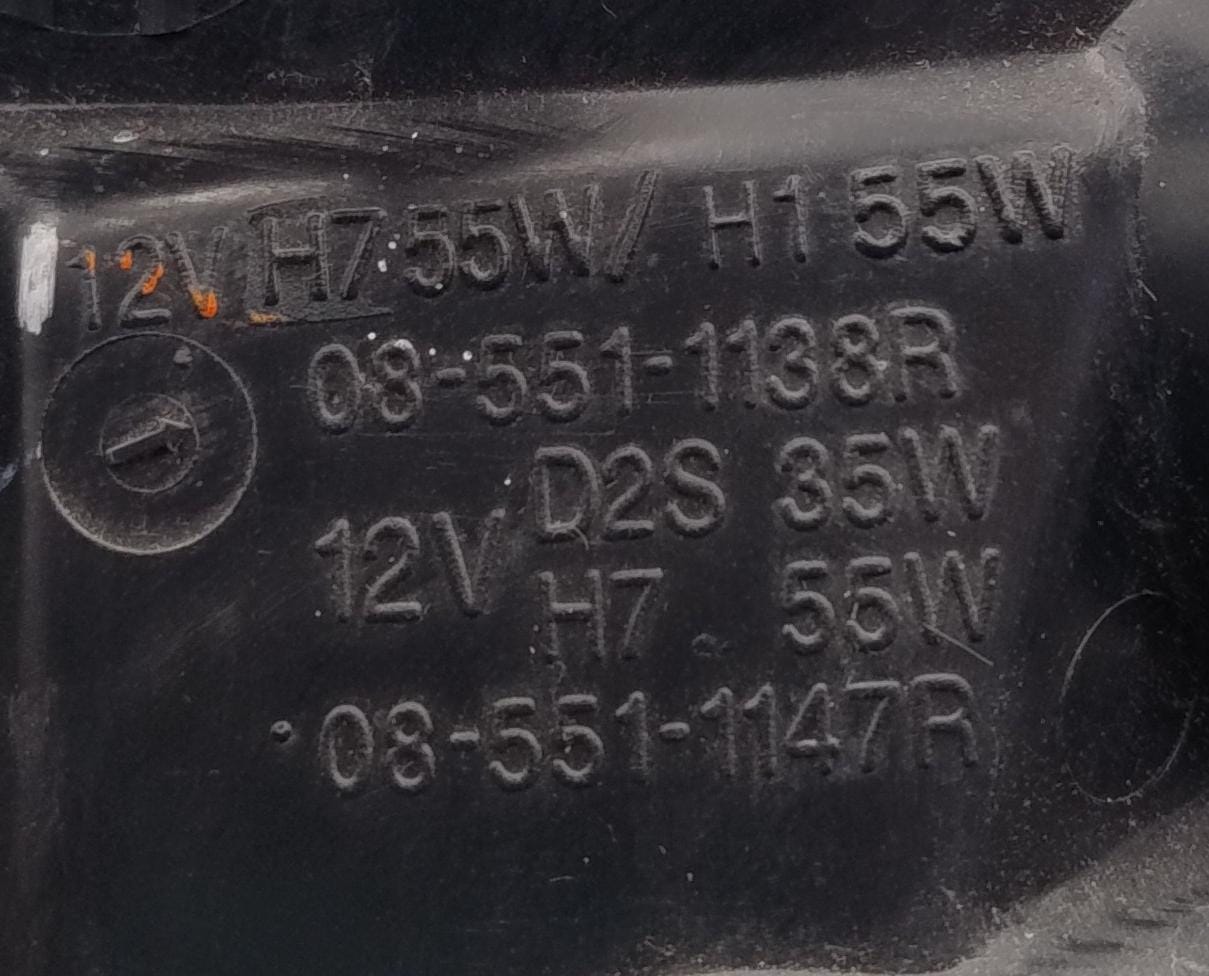 12V H7 55W/ H1 55W
08-551-1138R
D2S 35W
12V
H7 55W
08-551-1147R